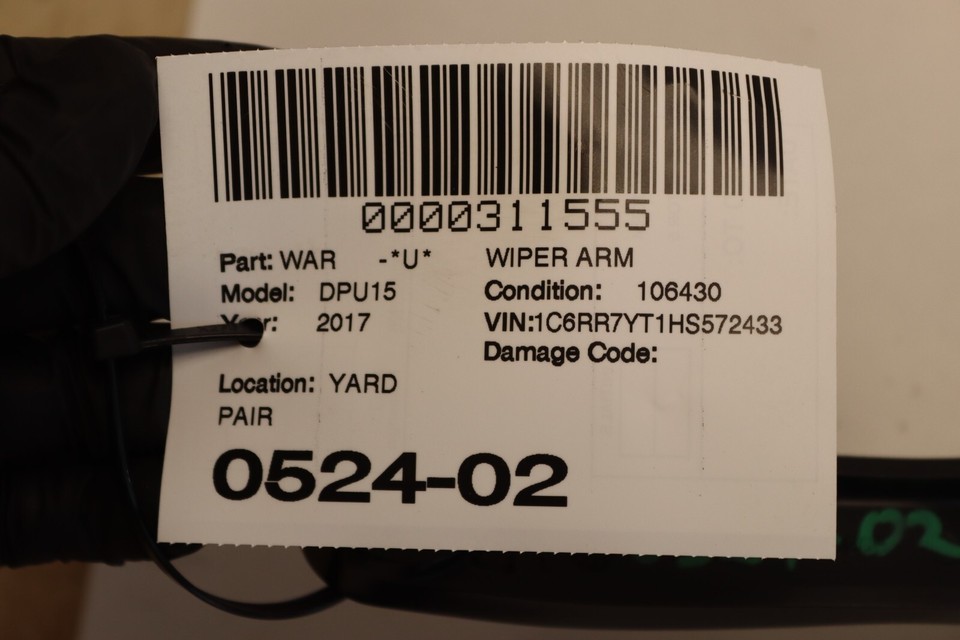 0000311555
Part: WAR -*U* WIPER ARM
Model: DPU15 Condition: 106430
Year: 2017 VIN:1C6RR7YT1HS572433
Damage Code:
Location: YARD
PAIR
0524-02
-02